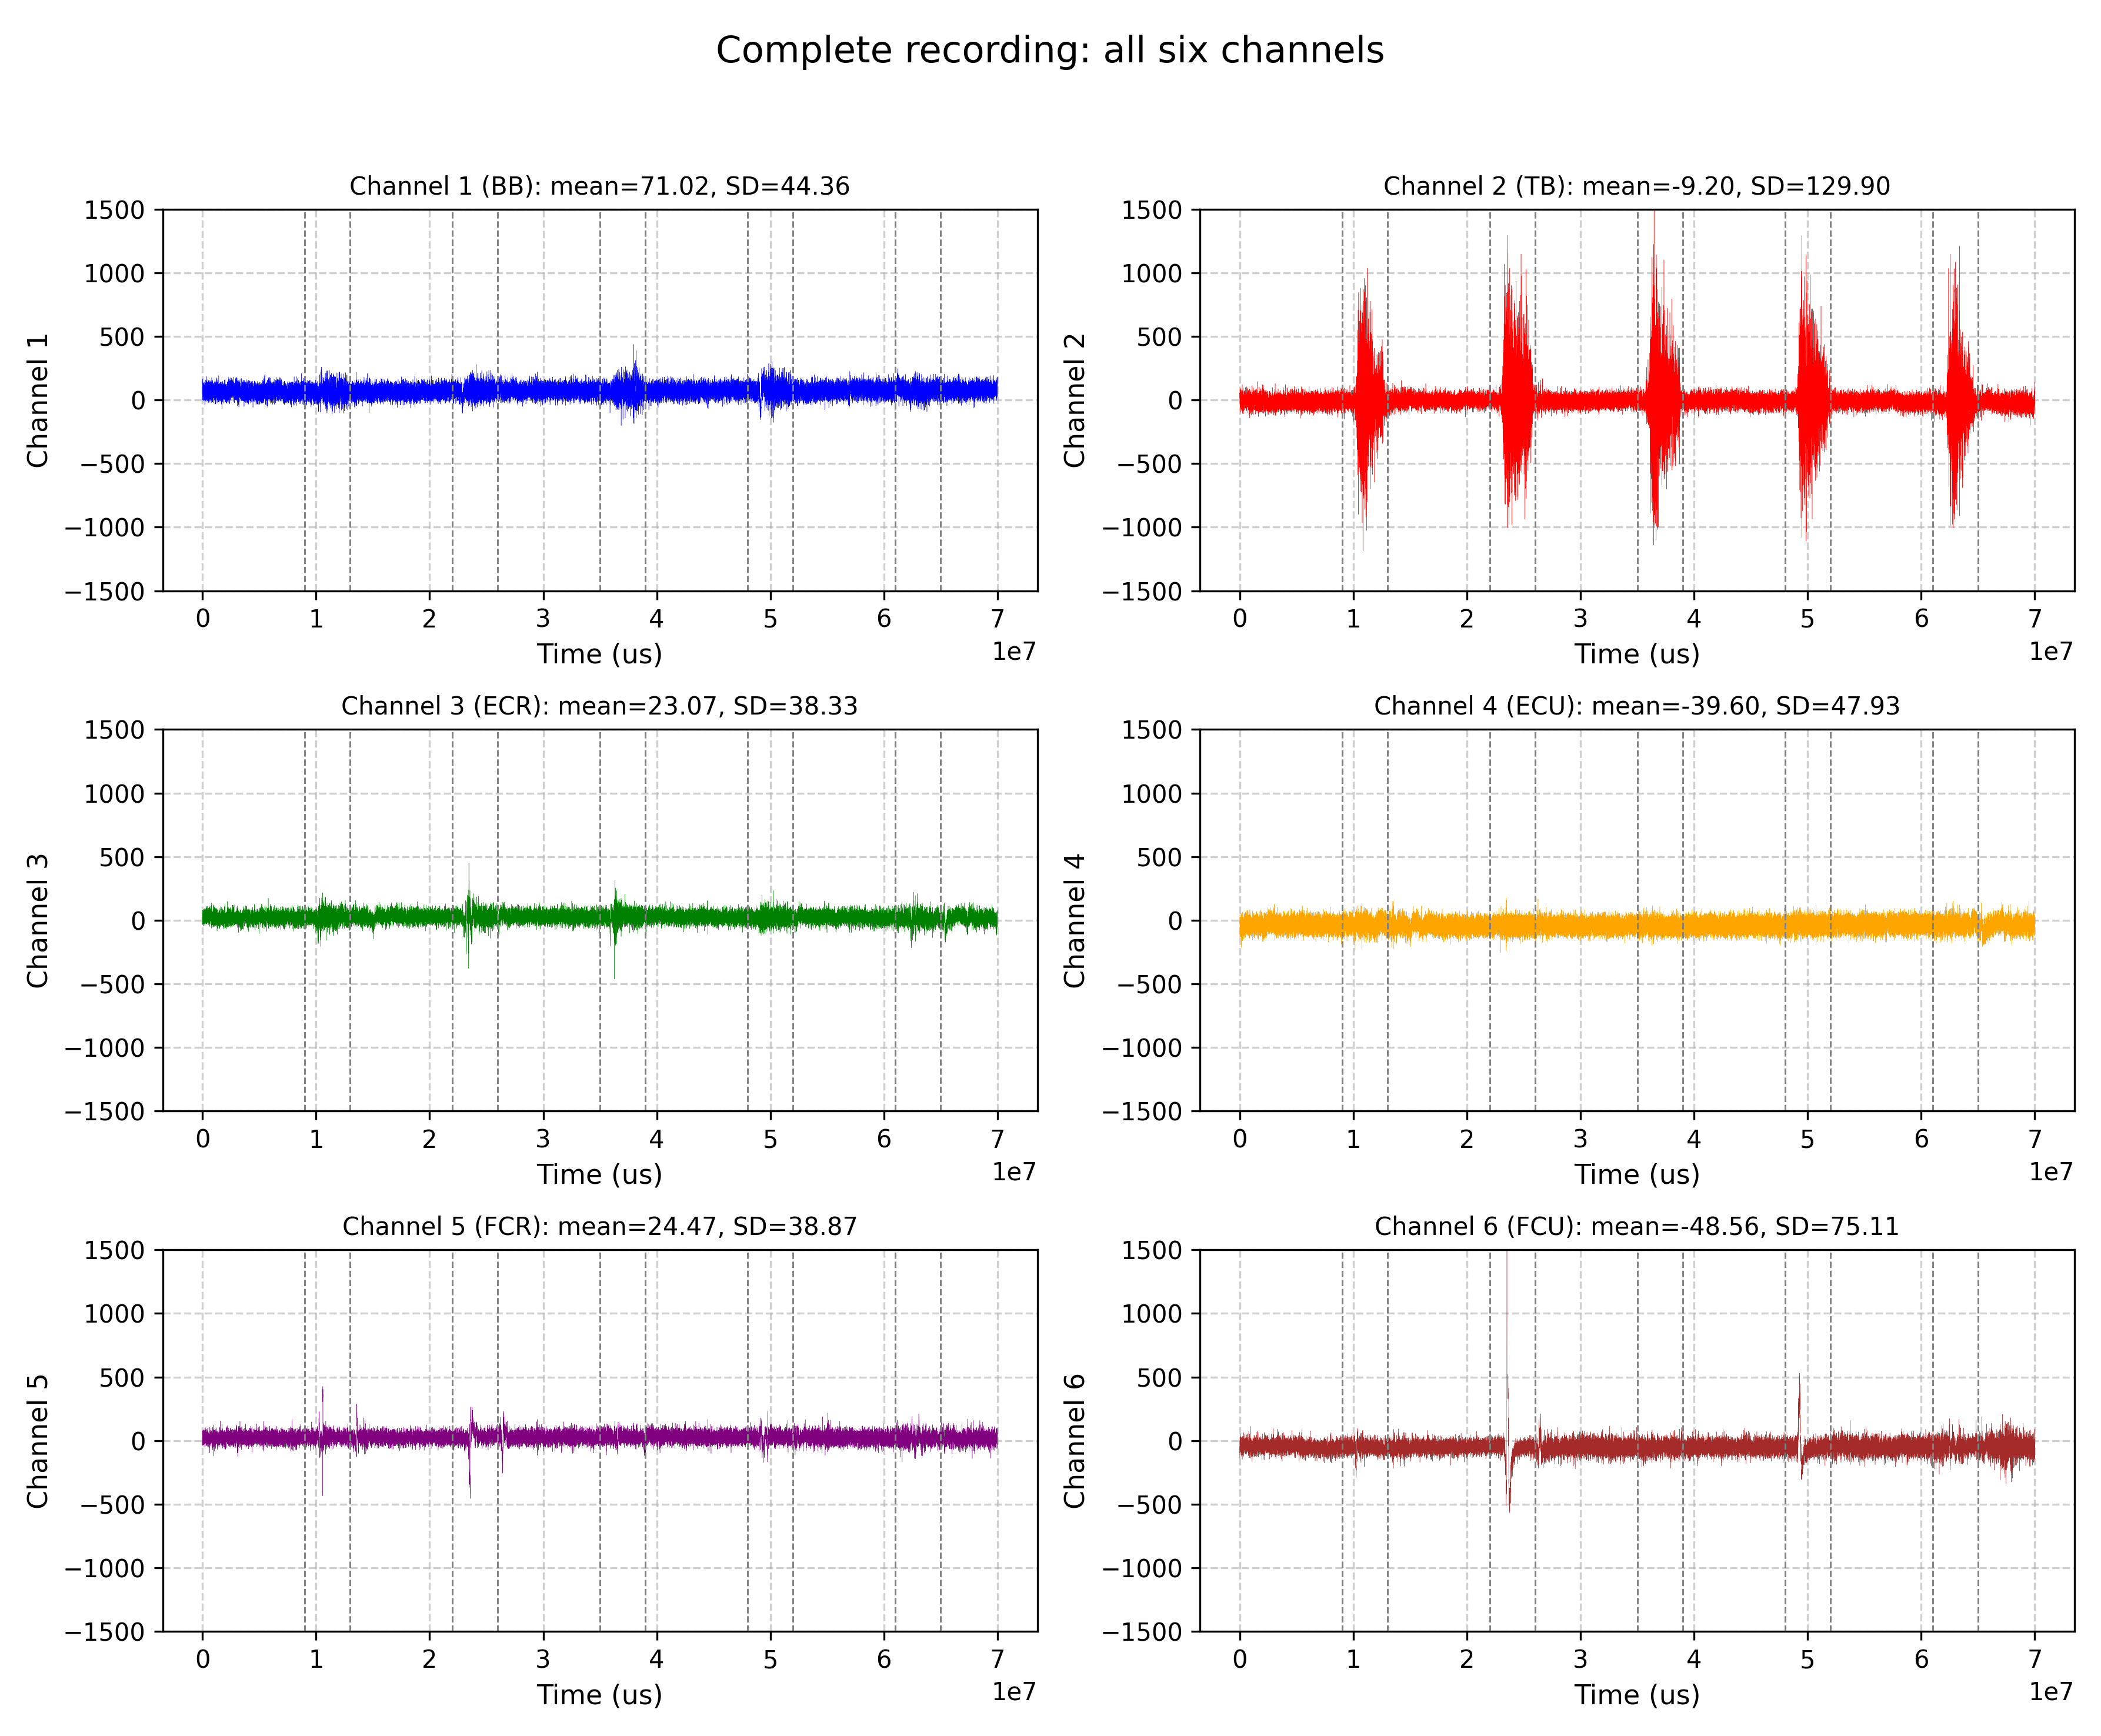 Complete recording: all six channels
Channel 1 (BB): mean=71.02, SD=44.36
Channel 1
1500
1000
500
0
−500
−1000
−1500
0 1 2 3 4 5 6 7
1e7
Time (us)
Channel 2 (TB): mean=-9.20, SD=129.90
Channel 2
1500
1000
500
0
−500
−1000
−1500
0 1 2 3 4 5 6 7
1e7
Time (us)
Channel 3 (ECR): mean=23.07, SD=38.33
Channel 3
1500
1000
500
0
−500
−1000
−1500
0 1 2 3 4 5 6 7
1e7
Time (us)
Channel 4 (ECU): mean=-39.60, SD=47.93
Channel 4
1500
1000
500
0
−500
−1000
−1500
0 1 2 3 4 5 6 7
1e7
Time (us)
Channel 5 (FCR): mean=24.47, SD=38.87
Channel 5
1500
1000
500
0
−500
−1000
−1500
0 1 2 3 4 5 6 7
1e7
Time (us)
Channel 6 (FCU): mean=-48.56, SD=75.11
Channel 6
1500
1000
500
0
−500
−1000
−1500
0 1 2 3 4 5 6 7
1e7
Time (us)